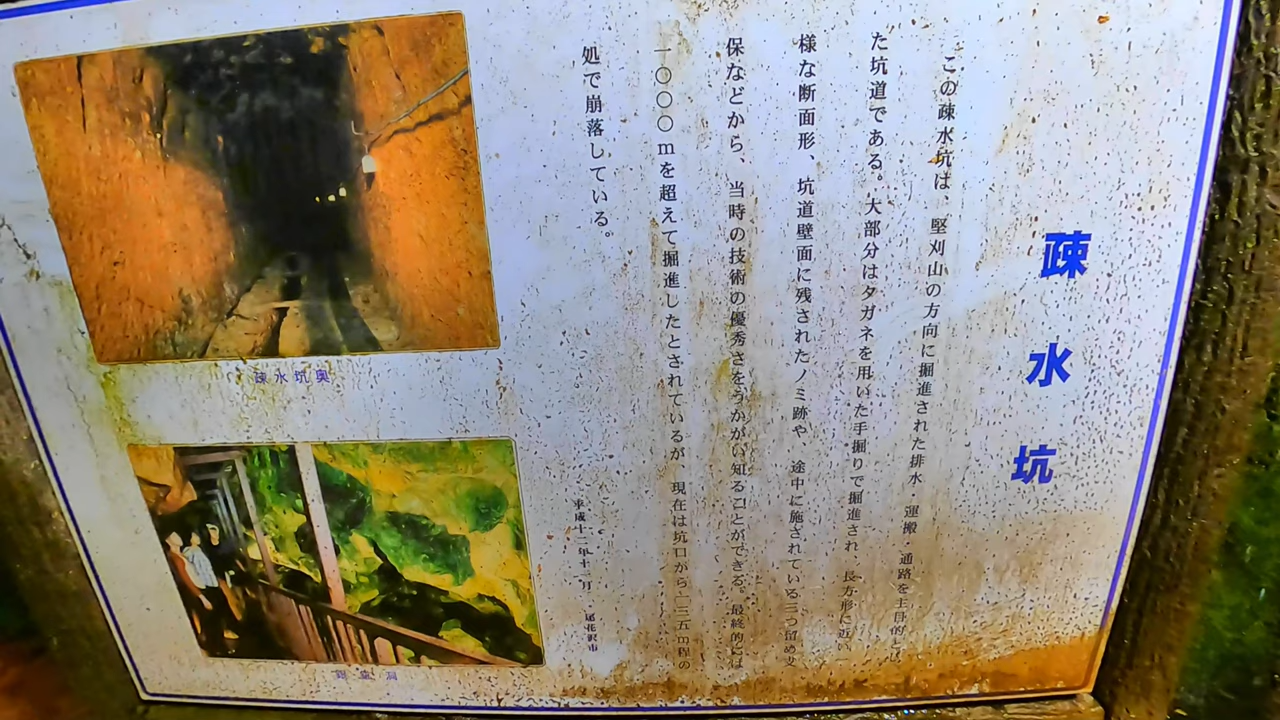 疎水坑
この疎水坑は、堅刈山の方向に掘進された排水・運搬 通路を主目的とし
た坑道である。大部分はタガネを用いた手掘りで掘進され、長方形に近い
様な断面形、坑道壁面に残されたノミ跡や 途中に施されている三つ留め
保などから、当時の技術の優秀さをうかがい知ることができる。最終的には
一〇〇〇mを超えて掘進したとされているが 現在は坑口から 三五m程の
処で崩落している。
平成十二年十 月 尾花沢市
疎水坑奥
洞